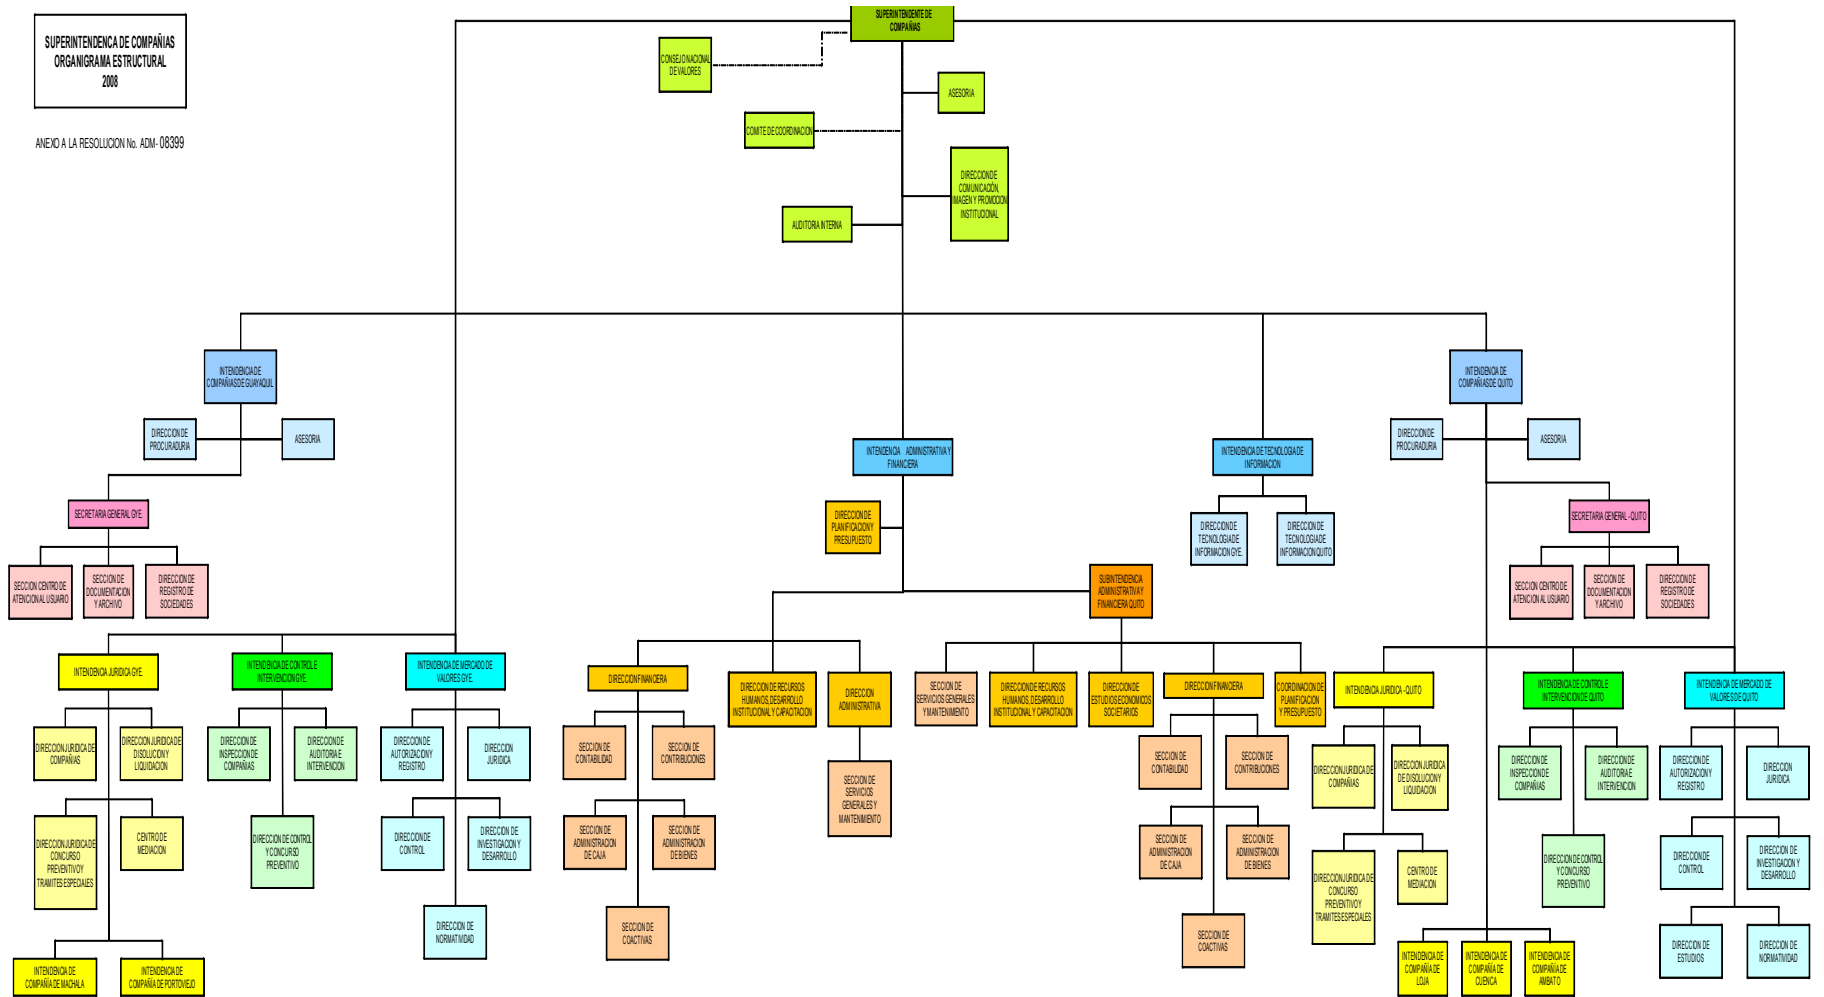 SUPERINTENDENCA DE COMPAÑIAS
ORGANIGRAMA ESTRUCTURAL
2008
ANEXO A LA RESOLUCION No. ADM- 08399
SUPERINTENDENTE DE
COMPAÑIAS
CONSEJO NACIONAL
DE VALORES
ASESORIA
COMITE DE COORDINACION
DIRECCION DE
COMUNICACIÓN,
IMAGEN Y PROMOCION
INSTITUCIONAL
AUDITORIA INTERNA
INTENDENCIA DE
COMPAÑIAS DE GUAYAQUIL
DIRECCION DE
PROCURADURIA
ASESORIA
INTENDENCIA DE
COMPAÑIAS DE QUITO
DIRECCION DE
PROCURADURIA
ASESORIA
INTENDENCIA ADMINISTRATIVA Y
FINANCIERA
INTENDENCIA DE TECNOLOGIA DE
INFORMACION
SECRETARIA GENERAL GYE.
DIRECCION DE
PLANIFICACION Y
PRESUPUESTO
DIRECCION DE
TECNOLOGIA DE
INFORMACION GYE.
DIRECCION DE
TECNOLOGIA DE
INFORMACION QUITO
SECRETARIA GENERAL - QUITO
SECCION CENTRO DE
ATENCION AL USUARIO
SECCION DE
DOCUMENTACION
Y ARCHIVO
DIRECCION DE
REGISTRO DE
SOCIEDADES
SUBINTENDENCIA
ADMINISTRATIVA Y
FINANCIERA QUITO
SECCION CENTRO DE
ATENCION AL USUARIO
SECCION DE
DOCUMENTACION
Y ARCHIVO
DIRECCION DE
REGISTRO DE
SOCIEDADES
INTENDENCIA JURIDICA GYE.
INTENDENCIA DE CONTROL E
INTERVENCION GYE.
INTENDENCIA DE MERCADO DE
VALORES GYE.
DIRECCION FINANCIERA
DIRECCION DE RECURSOS
HUMANOS, DESARROLLO
INSTITUCIONAL Y CAPACITACION
DIRECCION
ADMINISTRATIVA
SECCION DE
SERVICIOS GENERALES
Y MANTENIMIENTO
DIRECCION DE RECURSOS
HUMANOS, DESARROLLO
INSTITUCIONAL Y CAPACITACION
DIRECCION DE
ESTUDIOS ECONOMICOS
SOCIETARIOS
DIRECCION FINANCIERA
COORDINACION DE
PLANIFICACION
Y PRESUPUESTO
INTENDENCIA JURIDICA - QUITO
INTENDENCIA DE CONTROL E
INTERVENCION DE QUITO
INTENDENCIA DE MERCADO DE
VALORES DE QUITO
DIRECCION JURIDICA DE
COMPAÑIAS
DIRECCION JURIDICA DE
DISOLUCION Y
LIQUIDACION
DIRECCION DE
INSPECCION DE
COMPAÑIAS
DIRECCION DE
AUDITORIA E
INTERVENCION
DIRECCION DE
AUTORIZACION Y
REGISTRO
DIRECCION
JURIDICA
SECCION DE
CONTABILIDAD
SECCION DE
CONTRIBUCIONES
SECCION DE
SERVICIOS
GENERALES Y
MANTENIMIENTO
SECCION DE
CONTABILIDAD
SECCION DE
CONTRIBUCIONES
DIRECCION JURIDICA DE
COMPAÑIAS
DIRECCION JURIDICA
DE DISOLUCION Y
LIQUIDACION
DIRECCION DE
INSPECCION DE
COMPAÑIAS
DIRECCION DE
AUDITORIA E
INTERVENCION
DIRECCION DE
AUTORIZACION Y
REGISTRO
DIRECCION
JURIDICA
DIRECCION JURIDICA DE
CONCURSO
PREVENTIVO Y
TRAMITES ESPECIALES
CENTRO DE
MEDIACION
DIRECCION DE CONTROL
Y CONCURSO
PREVENTIVO
DIRECCION DE
CONTROL
DIRECCION DE
INVESTIGACION Y
DESARROLLO
SECCION DE
ADMINISTRACION
DE CAJA
SECCION DE
ADMINISTRACION
DE BIENES
SECCION DE
ADMINISTRACION
DE CAJA
SECCION DE
ADMINISTRACION
DE BIENES
DIRECCION JURIDICA DE
CONCURSO
PREVENTIVO Y
TRAMITES ESPECIALES
CENTRO DE
MEDIACION
DIRECCION DE CONTROL
Y CONCURSO
PREVENTIVO
DIRECCION DE
CONTROL
DIRECCION DE
INVESTIGACION Y
DESARROLLO
DIRECCION DE
NORMATIVIDAD
SECCION DE
COACTIVAS
SECCION DE
COACTIVAS
DIRECCION DE
ESTUDIOS
DIRECCION DE
NORMATIVIDAD
INTENDENCIA DE
COMPAÑÍA DE MACHALA
INTENDENCIA DE
COMPAÑÍA DE PORTOVIEJO
INTENDENCIA DE
COMPAÑÍA DE
LOJA
INTENDENCIA DE
COMPAÑÍA DE
CUENCA
INTENDENCIA DE
COMPAÑÍA DE
AMBATO